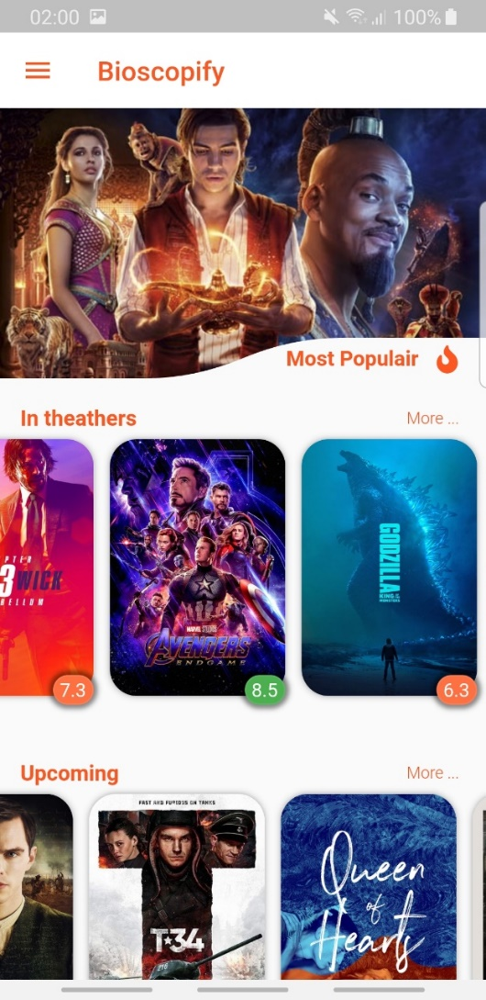 02:00
100%
Bioscopify
Most Populair
In theathers
More ...
PTER
3 WICK
BELLUM
MARVEL STUDIOS
AVENGERS
ENDGAME
GODZILLA
KING OF THE
MONSTERS
7.3
8.5
6.3
Upcoming
More ...
FAST AND FURIOUS ON TANKS
T★34
Queen
of
Hearts